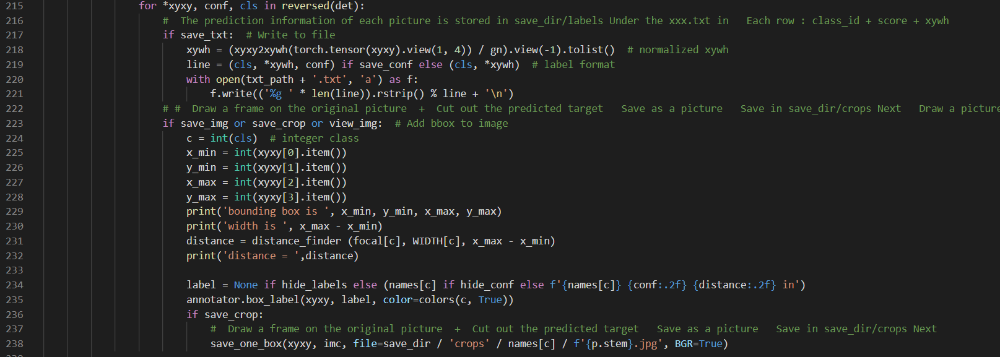 215 for *xyxy, conf, cls in reversed(det):
216 #  The prediction information of each picture is stored in save_dir/labels Under the xxx.txt in   Each row : class_id + score + xywh
217 if save_txt:  # Write to file
218 xywh = (xyxy2xywh(torch.tensor(xyxy).view(1, 4)) / gn).view(-1).tolist()  # normalized xywh
219 line = (cls, *xywh, conf) if save_conf else (cls, *xywh)  # label format
220 with open(txt_path + '.txt', 'a') as f:
221 f.write(('%g ' * len(line)).rstrip() % line + '\n')
222 # #  Draw a frame on the original picture  +  Cut out the predicted target   Save as a picture   Save in save_dir/crops Next   Draw a picture
223 if save_img or save_crop or view_img:  # Add bbox to image
224 c = int(cls)  # integer class
225 x_min = int(xyxy[0].item())
226 y_min = int(xyxy[1].item())
227 x_max = int(xyxy[2].item())
228 y_max = int(xyxy[3].item())
229 print('bounding box is ', x_min, y_min, x_max, y_max)
230 print('width is ', x_max - x_min)
231 distance = distance_finder (focal[c], WIDTH[c], x_max - x_min)
232 print('distance = ',distance)
233
234 label = None if hide_labels else (names[c] if hide_conf else f'{names[c]} {conf:.2f} {distance:.2f} in')
235 annotator.box_label(xyxy, label, color=colors(c, True))
236 if save_crop:
237 #  Draw a frame on the original picture  +  Cut out the predicted target   Save as a picture   Save in save_dir/crops Next
238 save_one_box(xyxy, imc, file=save_dir / 'crops' / names[c] / f'{p.stem}.jpg', BGR=True)